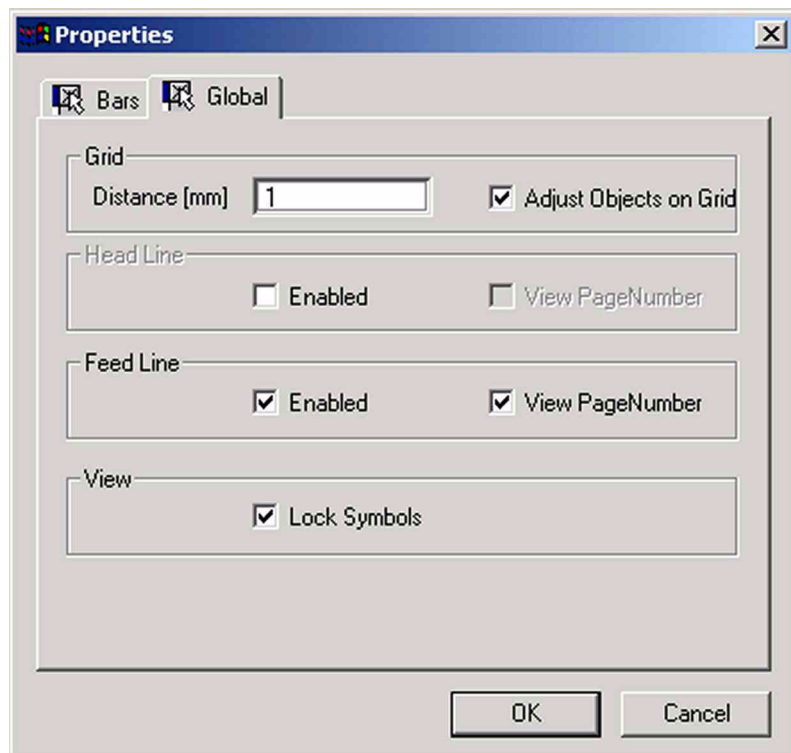 Properties
Bars Global
Grid
Distance [mm] 1 Adjust Objects on Grid
Head Line
Enabled View PageNumber
Feed Line
Enabled View PageNumber
View
Lock Symbols
OK Cancel